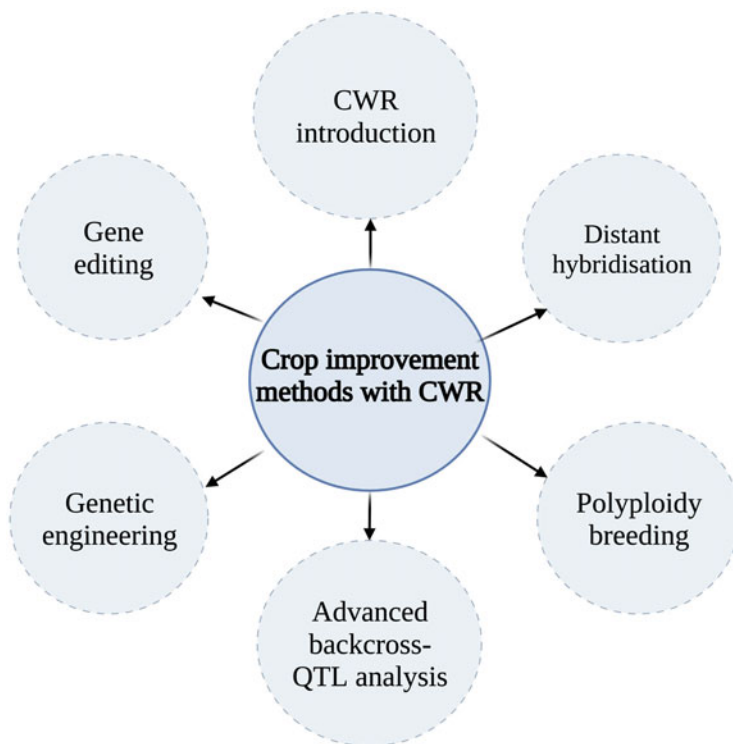 CWR
introduction
Gene
editing
Distant
hybridisation
Crop improvement
methods with CWR
Genetic
engineering
Polyploidy
breeding
Advanced
backcross-
QTL analysis